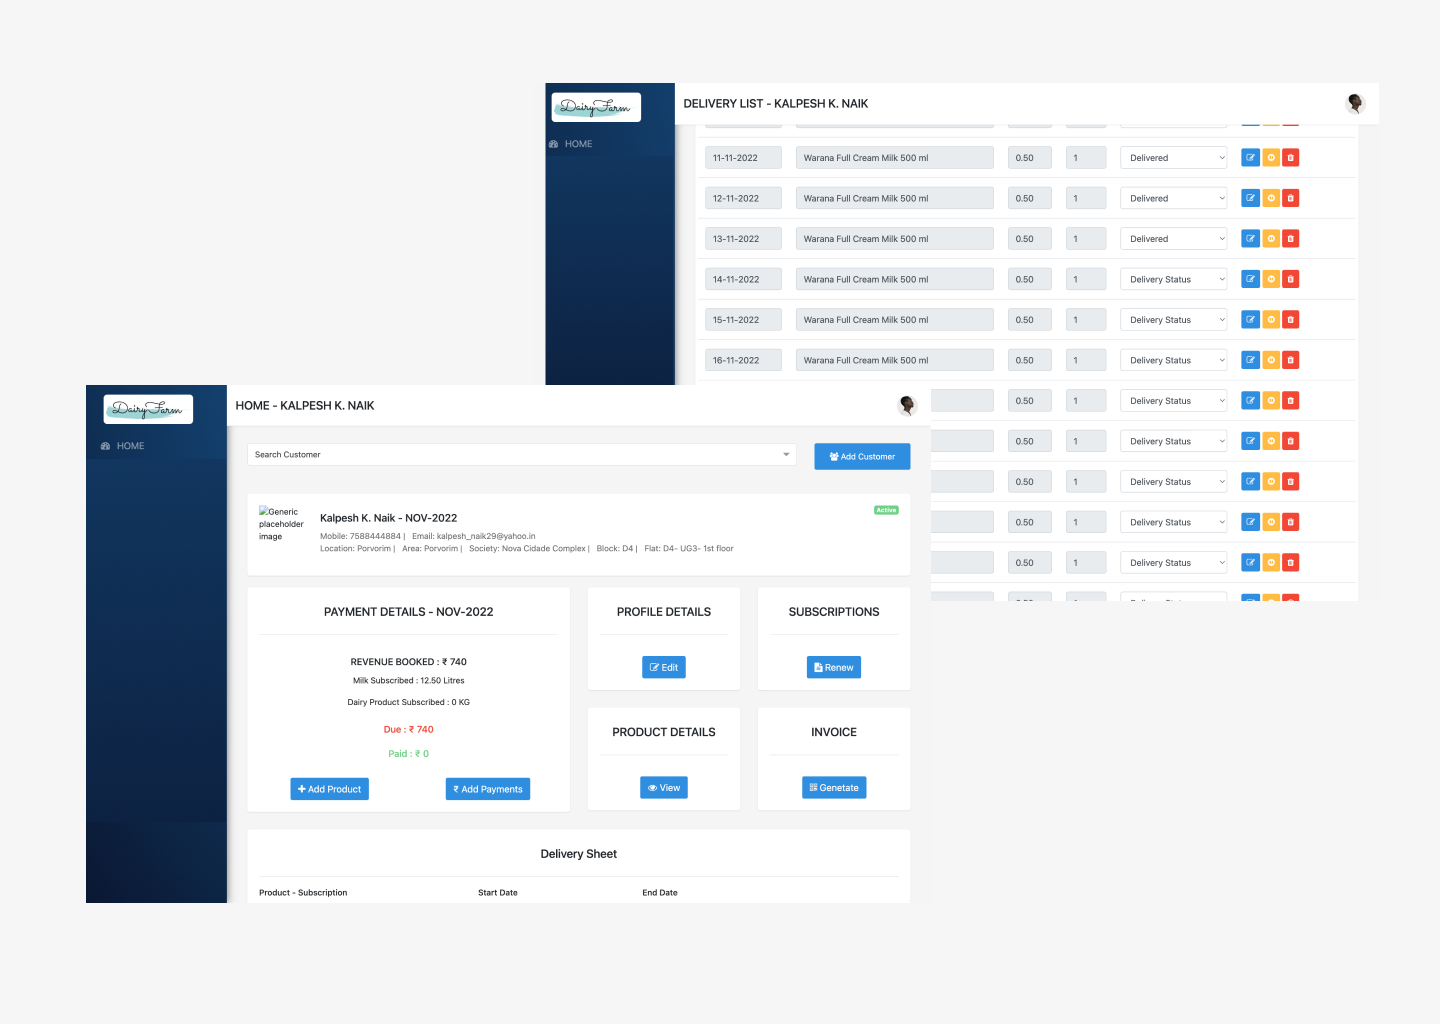 Dairy Farm
DELIVERY LIST - KALPESH K. NAIK
HOME
11-11-2022 Warana Full Cream Milk 500 ml 0.50 1 Delivered
12-11-2022 Warana Full Cream Milk 500 ml 0.50 1 Delivered
13-11-2022 Warana Full Cream Milk 500 ml 0.50 1 Delivered
14-11-2022 Warana Full Cream Milk 500 ml 0.50 1 Delivery Status
15-11-2022 Warana Full Cream Milk 500 ml 0.50 1 Delivery Status
16-11-2022 Warana Full Cream Milk 500 ml 0.50 1 Delivery Status
0.50 1 Delivery Status
0.50 1 Delivery Status
0.50 1 Delivery Status
0.50 1 Delivery Status
0.50 1 Delivery Status
Dairy Farm
HOME - KALPESH K. NAIK
HOME
Search Customer
Add Customer
Generic placeholder image
Kalpesh K. Naik - NOV-2022
Active
Mobile: 7588444884 | Email: kalpesh_naik29@yahoo.in
Location: Porvorim | Area: Porvorim | Society: Nova Cidade Complex | Block: D4 | Flat: D4- UG3- 1st floor
PAYMENT DETAILS - NOV-2022
REVENUE BOOKED : ₹ 740
Milk Subscribed : 12.50 Litres
Dairy Product Subscribed : 0 KG
Due : ₹ 740
Paid : ₹ 0
Add Product
₹ Add Payments
PROFILE DETAILS
Edit
SUBSCRIPTIONS
Renew
PRODUCT DETAILS
View
INVOICE
Genetate
Delivery Sheet
Product - Subscription Start Date End Date